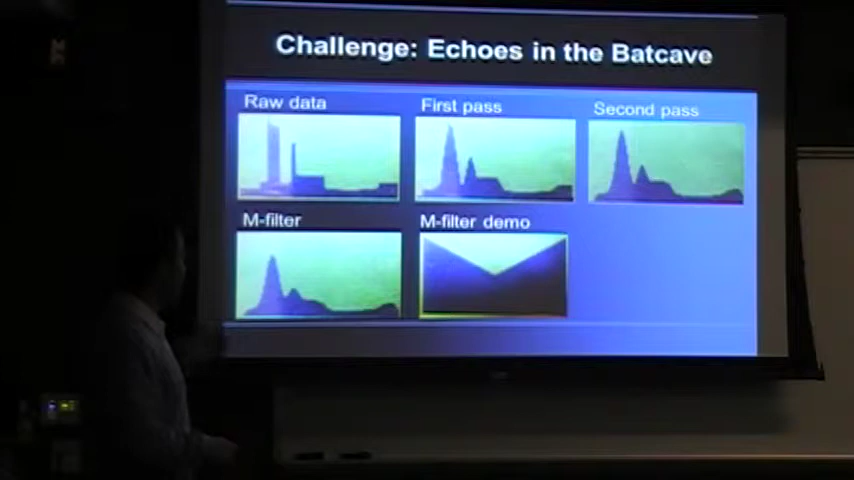 Challenge: Echoes in the Batcave
Raw data
First pass
Second pass
M-filter
M-filter demo